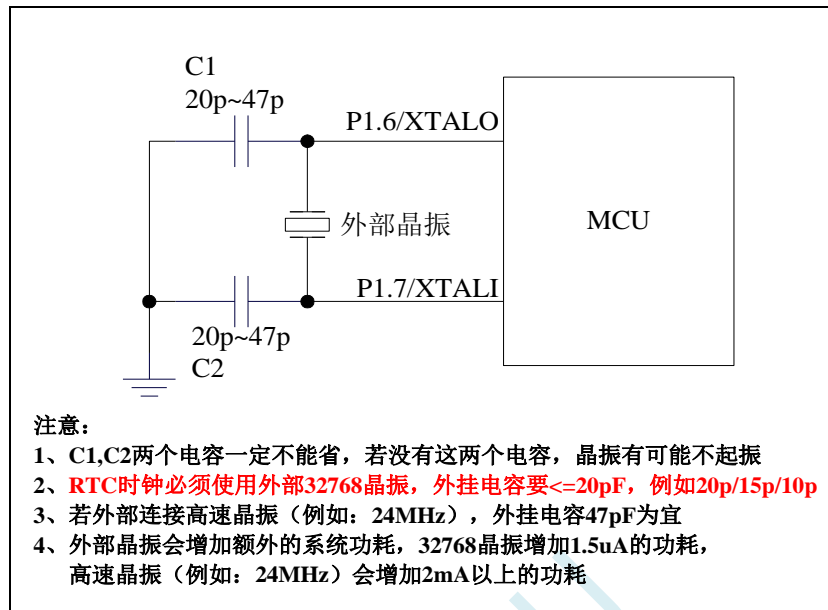 C1
20p~47p
P1.6/XTALO
外部晶振
MCU
P1.7/XTALI
20p~47p
C2
注意：
1、C1,C2两个电容一定不能省，若没有这两个电容，晶振有可能不起振
2、RTC时钟必须使用外部32768晶振，外挂电容要<=20pF，例如20p/15p/10p
3、若外部连接高速晶振（例如：24MHz），外挂电容47pF为宜
4、外部晶振会增加额外的系统功耗，32768晶振增加1.5uA的功耗，
高速晶振（例如：24MHz）会增加2mA以上的功耗